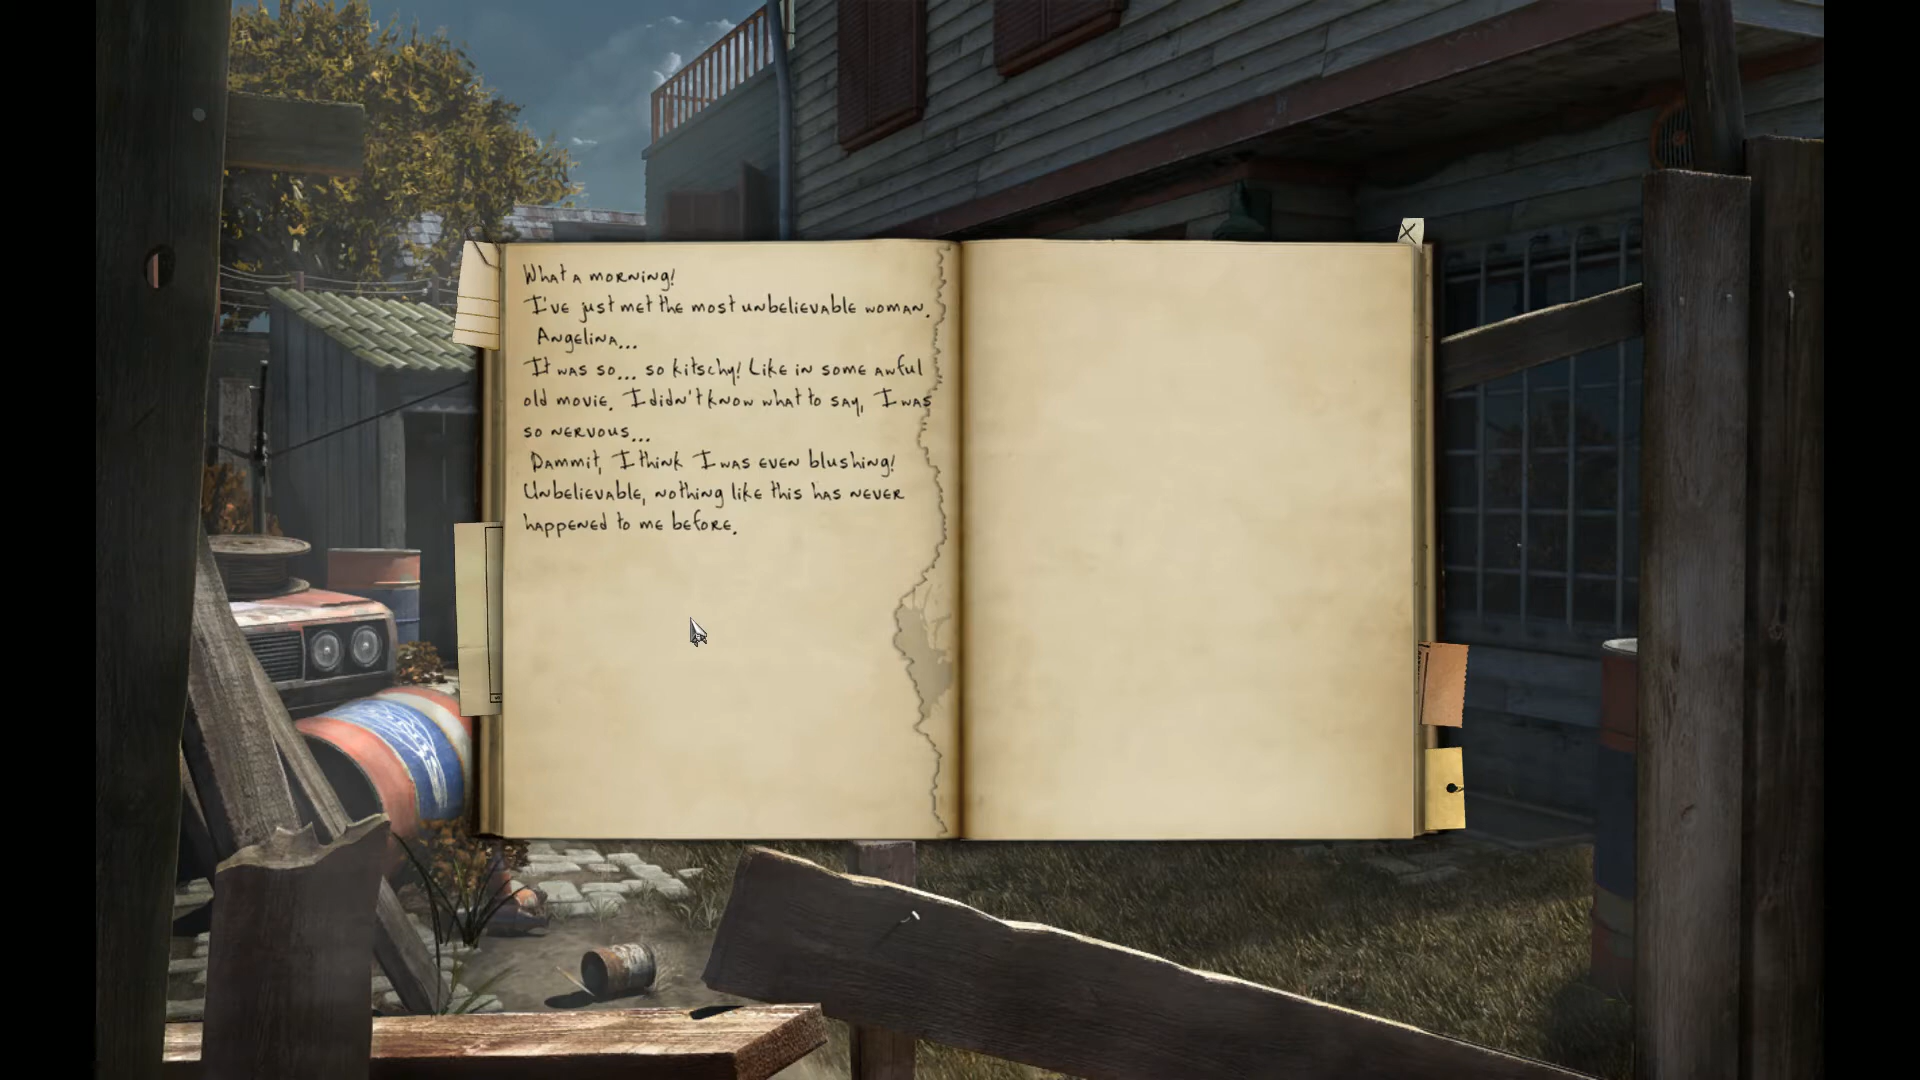 What a morning!
I've just met the most unbelievable woman.
Angelina...
It was so... so kitschy! Like in some awful
old movie. I didn't know what to say, I was
so nervous...
Dammit, I think I was even blushing!
Unbelievable, nothing like this has never
happened to me before.